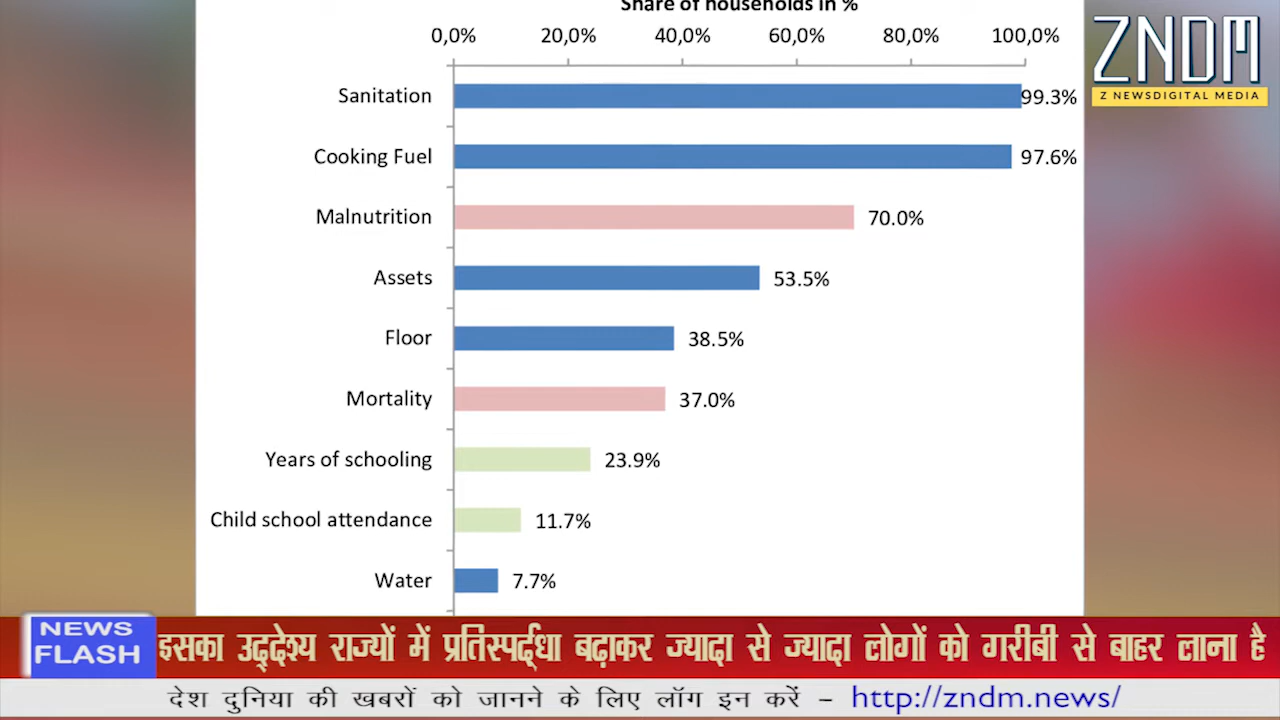 Share of households in %
0,0% 20,0% 40,0% 60,0% 80,0% 100,0%
ZNDM
Z NEWSDIGITAL MEDIA
Sanitation 99.3%
Cooking Fuel 97.6%
Malnutrition 70.0%
Assets 53.5%
Floor 38.5%
Mortality 37.0%
Years of schooling 23.9%
Child school attendance 11.7%
Water 7.7%
NEWS
FLASH
इसका उद्देश्य राज्यों में प्रतिस्पर्द्धा बढ़ाकर ज्यादा से ज्यादा लोगों को गरीबी से बाहर लाना है
देश दुनिया की खबरों को जानने के लिए लॉग इन करें – http://zndm.news/